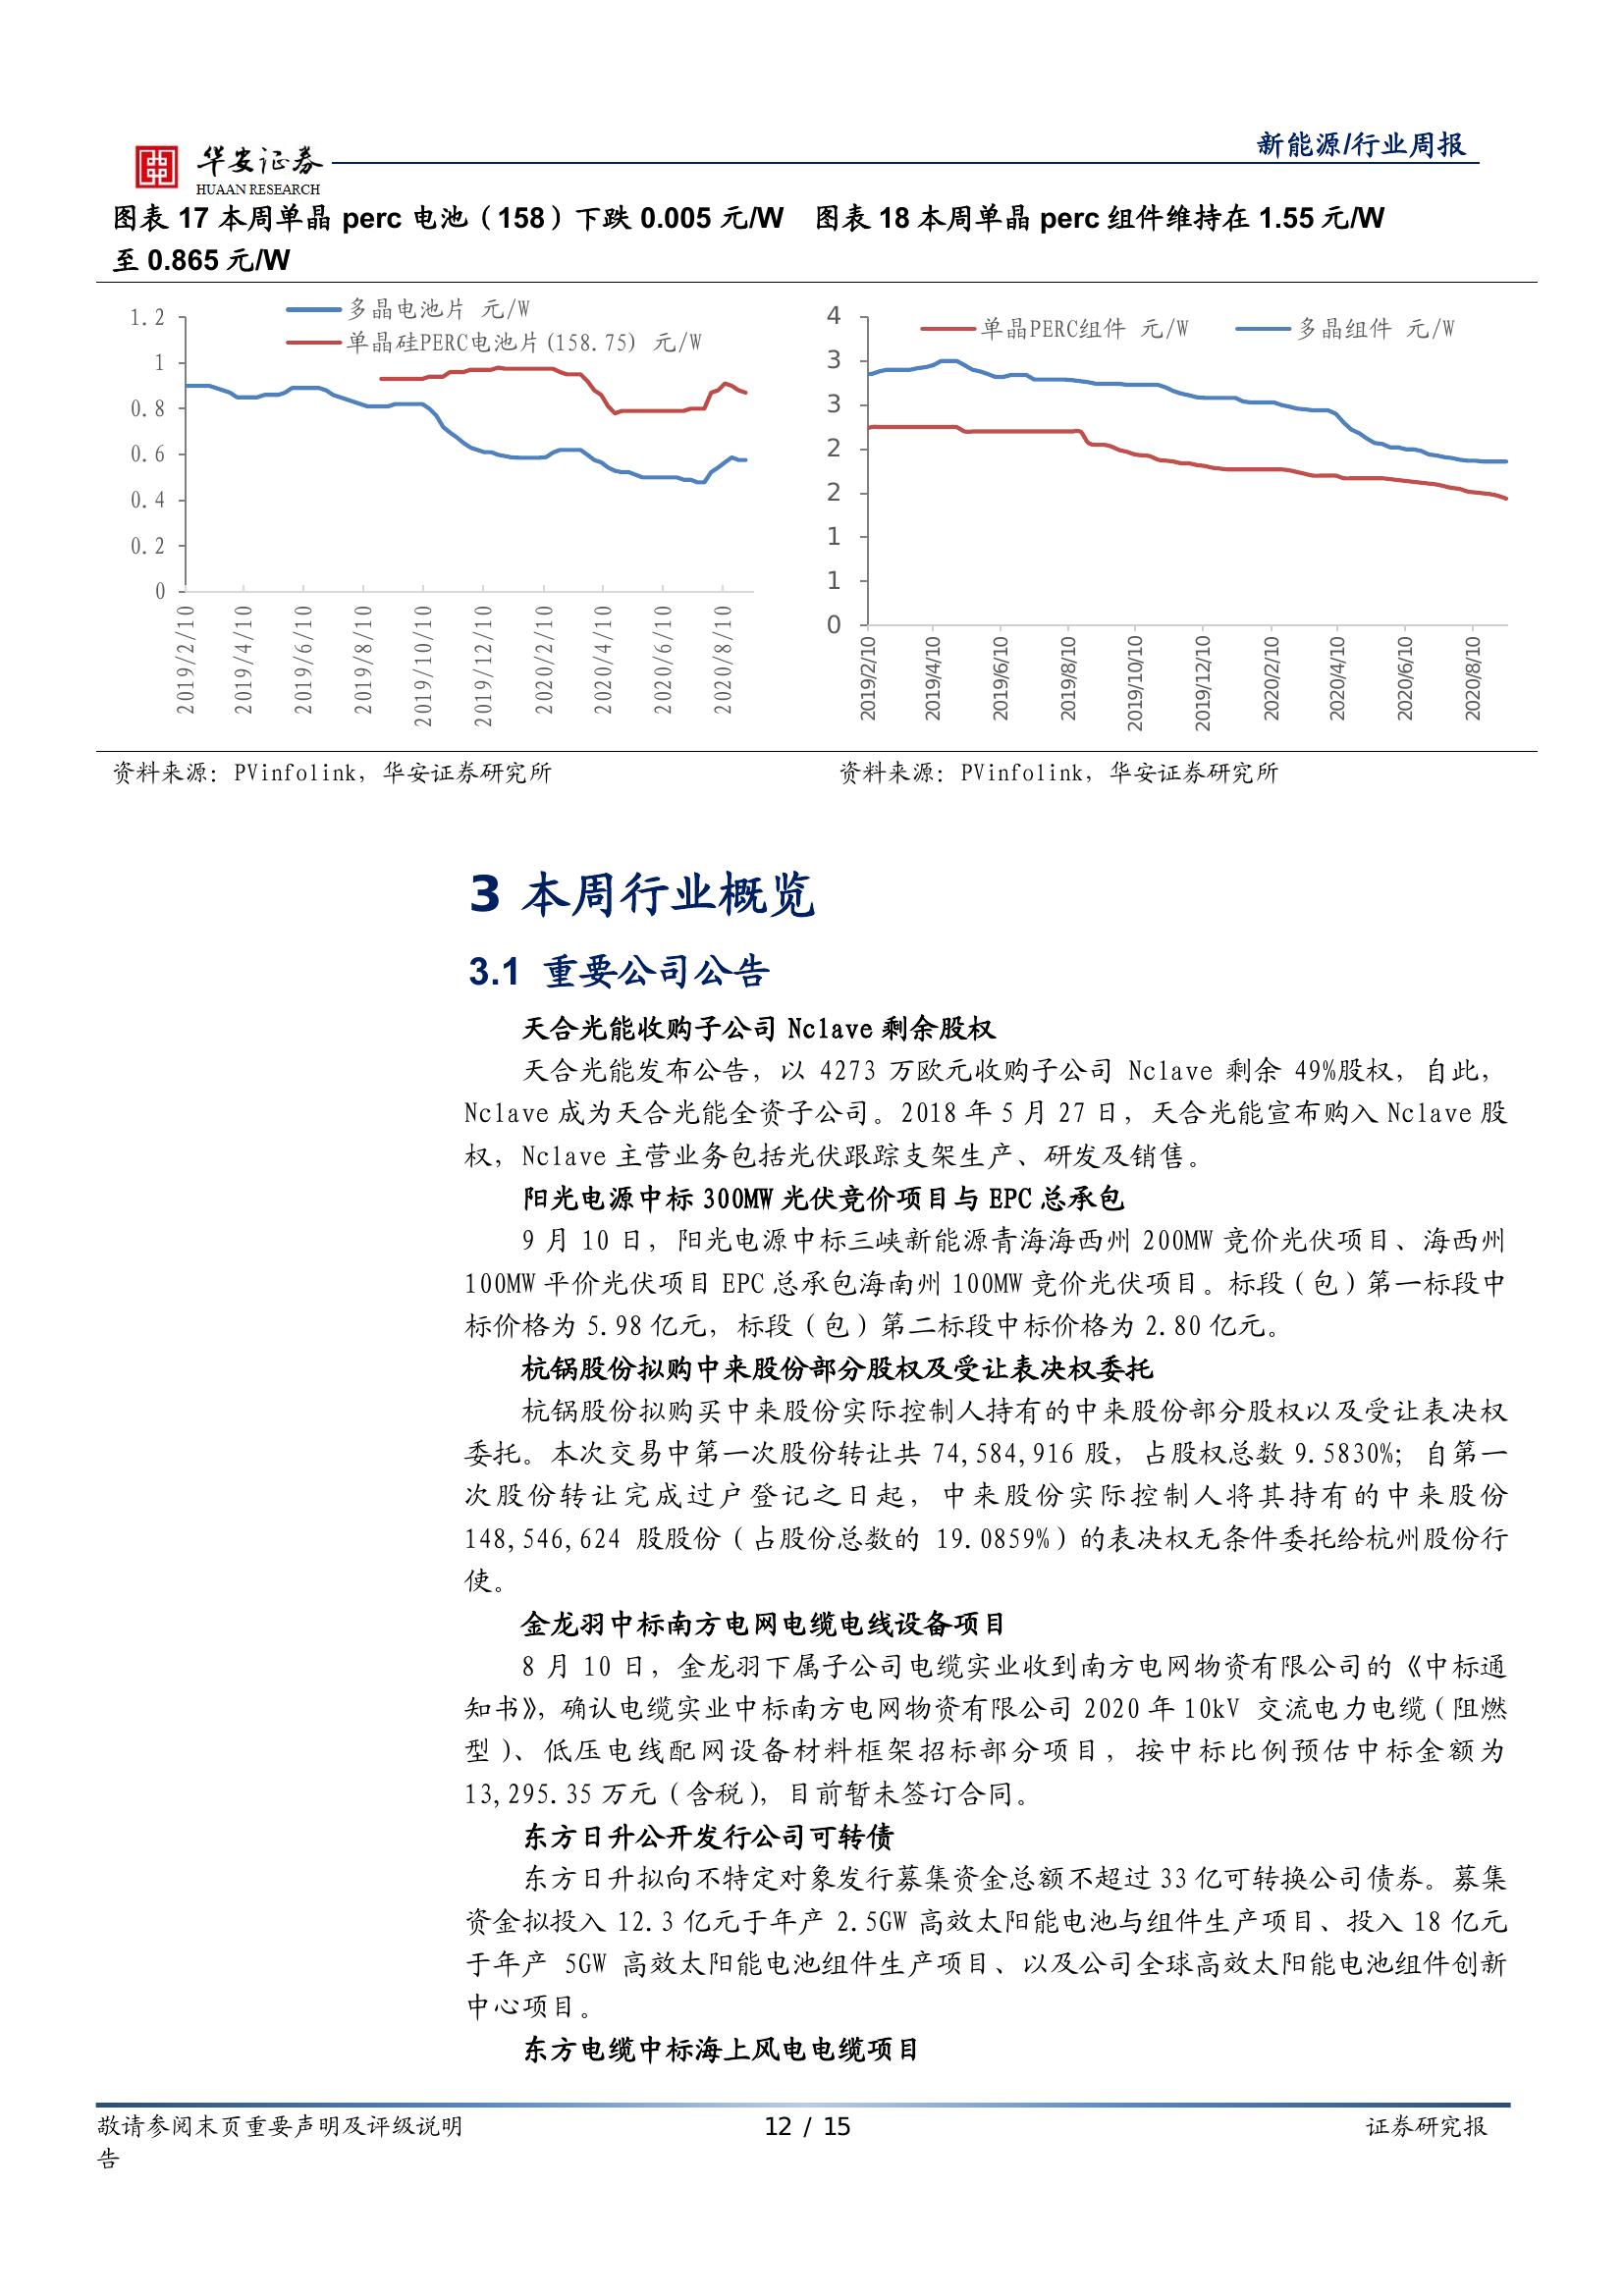 新能源/行业周报
华安证券
HUAAN RESEARCH
图表 17 本周单晶 perc 电池（158）下跌 0.005 元/W
至 0.865 元/W
图表 18 本周单晶 perc 组件维持在 1.55 元/W
多晶电池片 元/W
单晶硅PERC电池片(158.75) 元/W
1.2
1
0.8
0.6
0.4
0.2
0
2019/2/10
2019/4/10
2019/6/10
2019/8/10
2019/10/10
2019/12/10
2020/2/10
2020/4/10
2020/6/10
2020/8/10
单晶PERC组件 元/W
多晶组件 元/W
4
3
3
2
2
1
1
0
2019/2/10
2019/4/10
2019/6/10
2019/8/10
2019/10/10
2019/12/10
2020/2/10
2020/4/10
2020/6/10
2020/8/10
资料来源：PVinfolink，华安证券研究所
资料来源：PVinfolink，华安证券研究所
3 本周行业概览
3.1 重要公司公告
天合光能收购子公司 Nclave 剩余股权
天合光能发布公告，以 4273 万欧元收购子公司 Nclave 剩余 49%股权，自此，
Nclave 成为天合光能全资子公司。2018 年 5 月 27 日，天合光能宣布购入 Nclave 股
权，Nclave 主营业务包括光伏跟踪支架生产、研发及销售。
阳光电源中标 300MW 光伏竞价项目与 EPC 总承包
9 月 10 日，阳光电源中标三峡新能源青海海西州 200MW 竞价光伏项目、海西州
100MW 平价光伏项目 EPC 总承包海南州 100MW 竞价光伏项目。标段（包）第一标段中
标价格为 5.98 亿元，标段（包）第二标段中标价格为 2.80 亿元。
杭锅股份拟购中来股份部分股权及受让表决权委托
杭锅股份拟购买中来股份实际控制人持有的中来股份部分股权以及受让表决权
委托。本次交易中第一次股份转让共 74,584,916 股，占股权总数 9.5830%；自第一
次股份转让完成过户登记之日起，中来股份实际控制人将其持有的中来股份
148,546,624 股股份（占股份总数的 19.0859%）的表决权无条件委托给杭州股份行
使。
金龙羽中标南方电网电缆电线设备项目
8 月 10 日，金龙羽下属子公司电缆实业收到南方电网物资有限公司的《中标通
知书》，确认电缆实业中标南方电网物资有限公司 2020 年 10kV 交流电力电缆（阻燃
型）、低压电线配网设备材料框架招标部分项目，按中标比例预估中标金额为
13,295.35 万元（含税），目前暂未签订合同。
东方日升公开发行公司可转债
东方日升拟向不特定对象发行募集资金总额不超过 33 亿可转换公司债券。募集
资金拟投入 12.3 亿元于年产 2.5GW 高效太阳能电池与组件生产项目、投入 18 亿元
于年产 5GW 高效太阳能电池组件生产项目、以及公司全球高效太阳能电池组件创新
中心项目。
东方电缆中标海上风电电缆项目
敬请参阅末页重要声明及评级说明
12 / 15
证券研究报
告